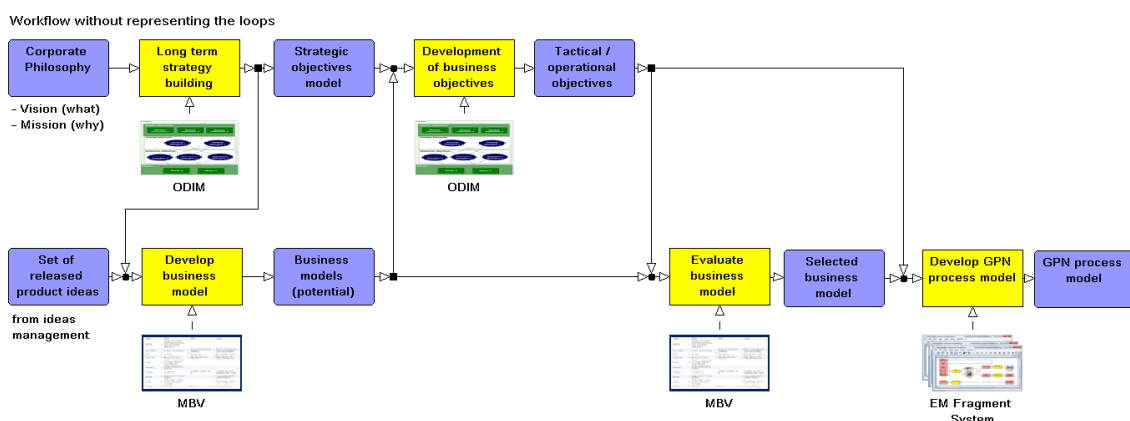 Workflow without representing the loops
Corporate
Philosophy
Long term
strategy
building
Strategic
objectives
model
Development
of business
objectives
Tactical /
operational
objectives
- Vision (what)
- Mission (why)
ODIM
ODIM
Set of
released
product ideas
Develop
business
model
Business
models
(potential)
Evaluate
business
model
Selected
business
model
Develop GPN
process model
GPN process
model
from ideas
management
MBV
MBV
EM Fragment
System